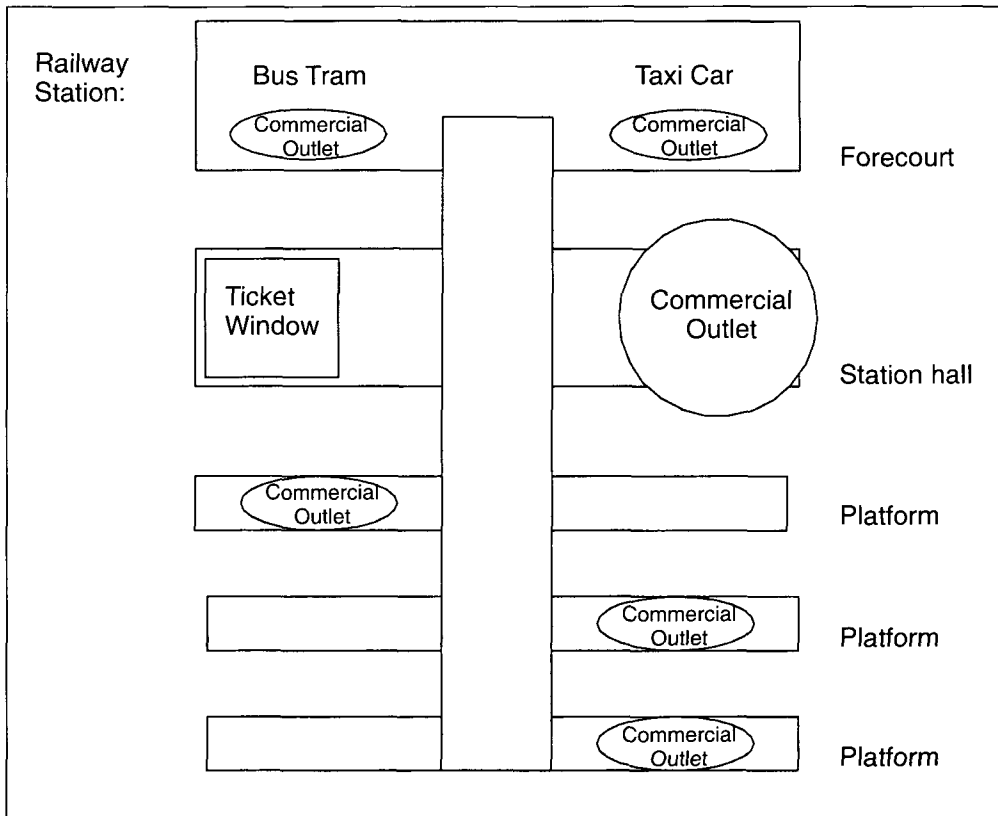 Railway
Station:
Bus Tram
Taxi Car
Commercial
Outlet
Commercial
Outlet
Forecourt
Ticket
Window
Commercial
Outlet
Station hall
Commercial
Outlet
Platform
Commercial
Outlet
Platform
Commercial
Outlet
Platform